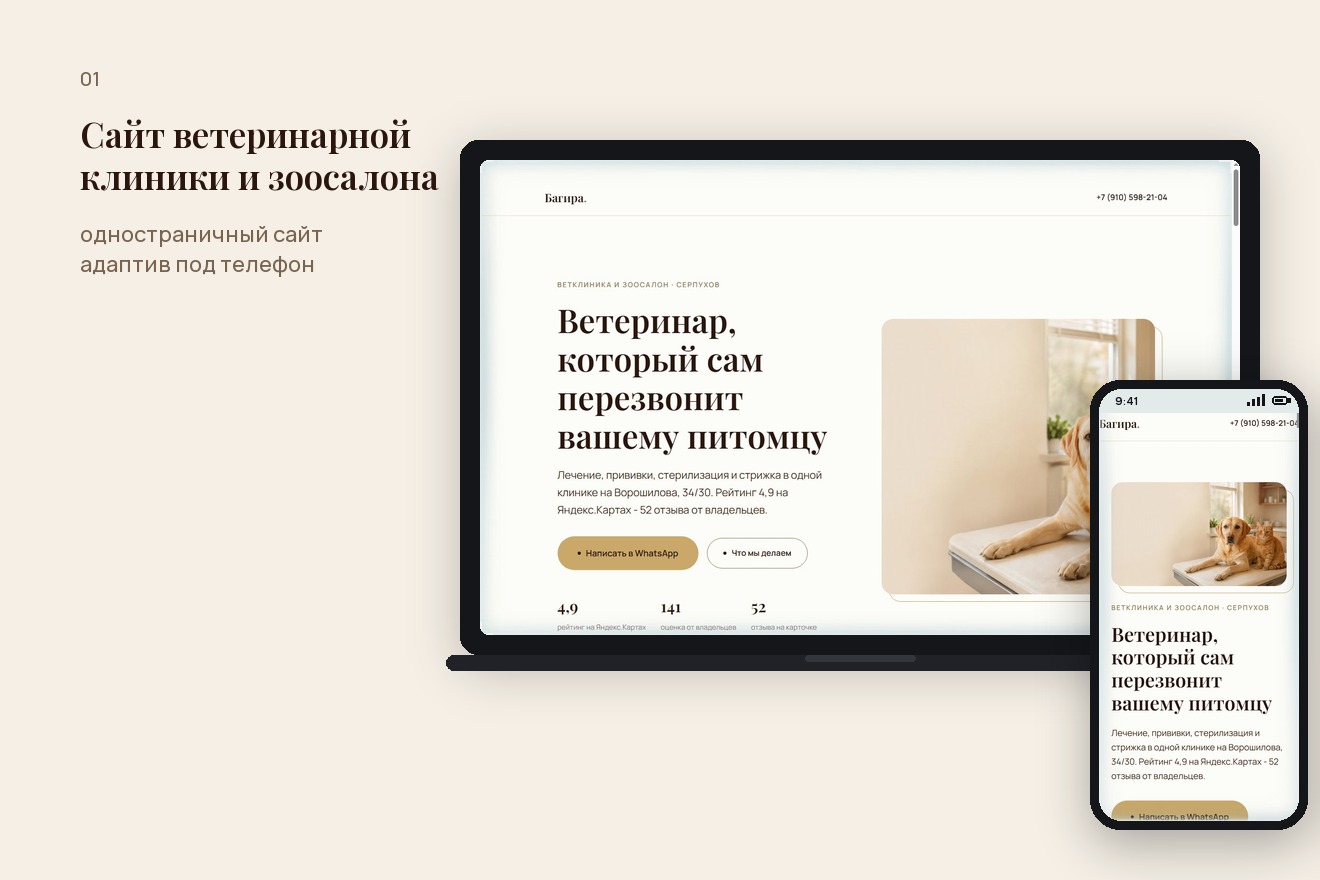 01
Сайт ветеринарной
клиники и зоосалона
одностраничный сайт
адаптив под телефон
Багира.
+7 (910) 598-21-04
ВЕТКЛИНИКА И ЗООСАЛОН · СЕРПУХОВ
Ветеринар,
который сам
перезвонит
вашему питомцу
Лечение, прививки, стерилизация и стрижка в одной
клинике на Ворошилова, 34/30. Рейтинг 4,9 на
Яндекс.Картах - 52 отзыва от владельцев.
• Написать в WhatsApp
• Что мы делаем
4,9
141
52
рейтинг на Яндекс.Картах
оценка от владельцев
отзыва на карточке
9:41
Багира.
+7 (910) 598-21-04
ВЕТКЛИНИКА И ЗООСАЛОН · СЕРПУХОВ
Ветеринар,
который сам
перезвонит
вашему питомцу
Лечение, прививки, стерилизация и
стрижка в одной клинике на Ворошилова,
34/30. Рейтинг 4,9 на Яндекс.Картах - 52
отзыва от владельцев.
• Написать в WhatsApp